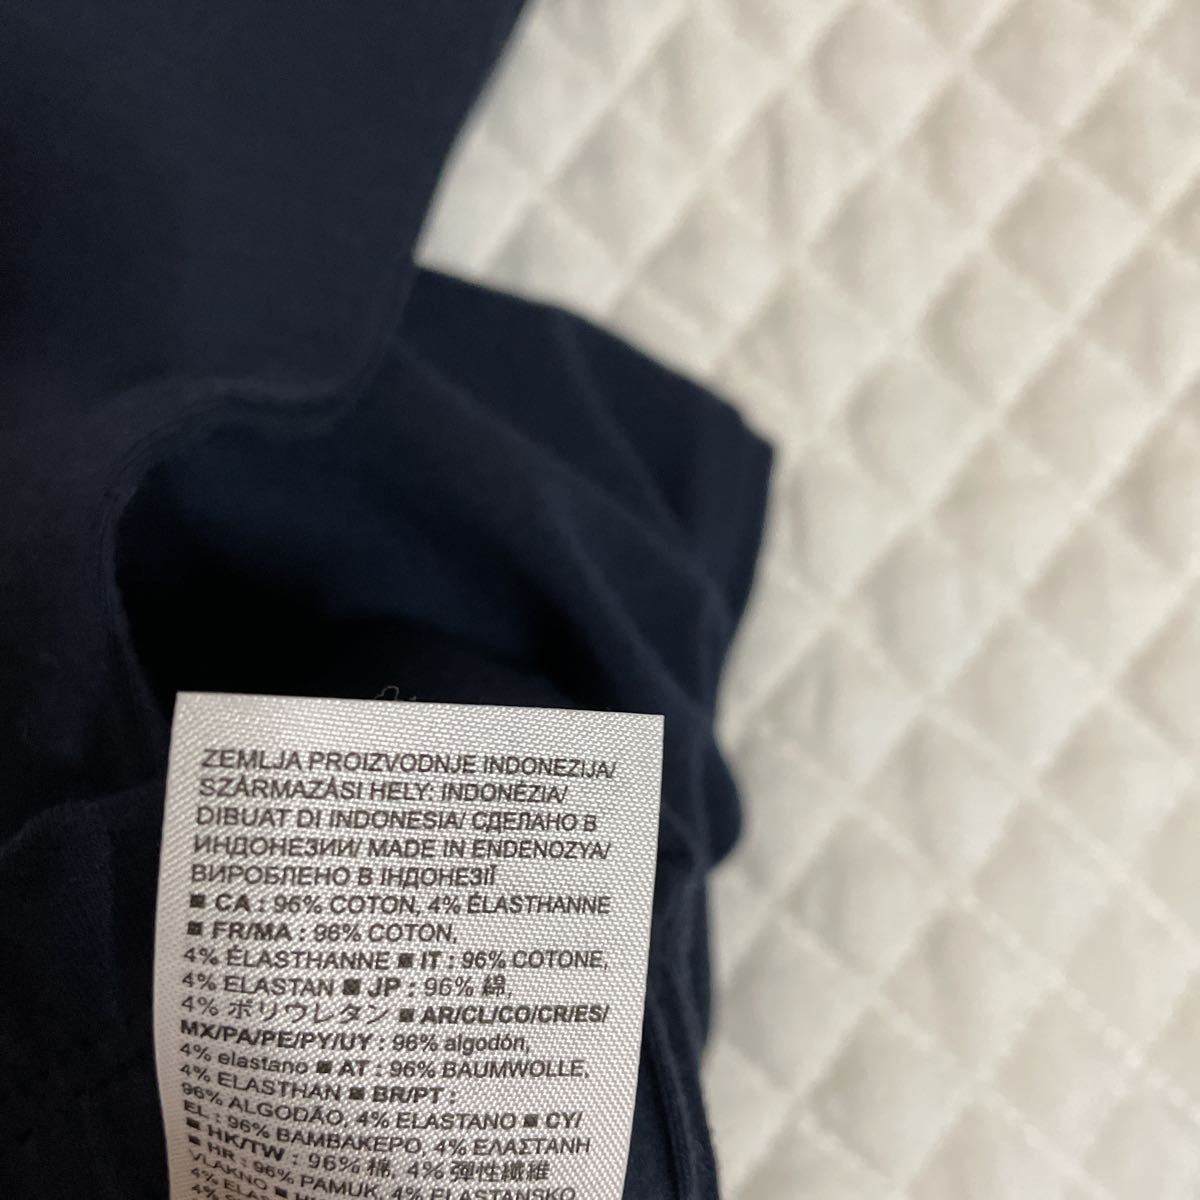 ZEMLJA PROIZVODNJE INDONEZIJA/
SZÁRMAZÁSI HELY: INDONÉZIA/
DIBUAT DI INDONESIA/ СДЕЛАНО В
ИНДОНЕЗИИ/ MADE IN ENDENOZYA/
ВИРОБЛЕНО В ІНДОНЕЗІЇ
■ CA : 96% COTON, 4% ÉLASTHANNE
■ FR/MA : 96% COTON,
4% ÉLASTHANNE ■ IT : 96% COTONE,
4% ELASTAN ■ JP : 96% 綿,
4% ポリウレタン ■ AR/CL/CO/CR/ES/
MX/PA/PE/PY/UY : 96% algodón,
4% elastano ■ AT : 96% BAUMWOLLE,
4% ELASTHAN ■ BR/PT :
96% ALGODÃO, 4% ELASTANO ■ CY/
EL : 96% ΒΑΜΒΑΚΕΡΟ, 4% ΕΛΑΣΤΑΝΗ
■ HK/TW : 96% 棉, 4% 彈性纖維
■ HR : 96% PAMUK, 4% ELASTANSKO
VLAKNO ■